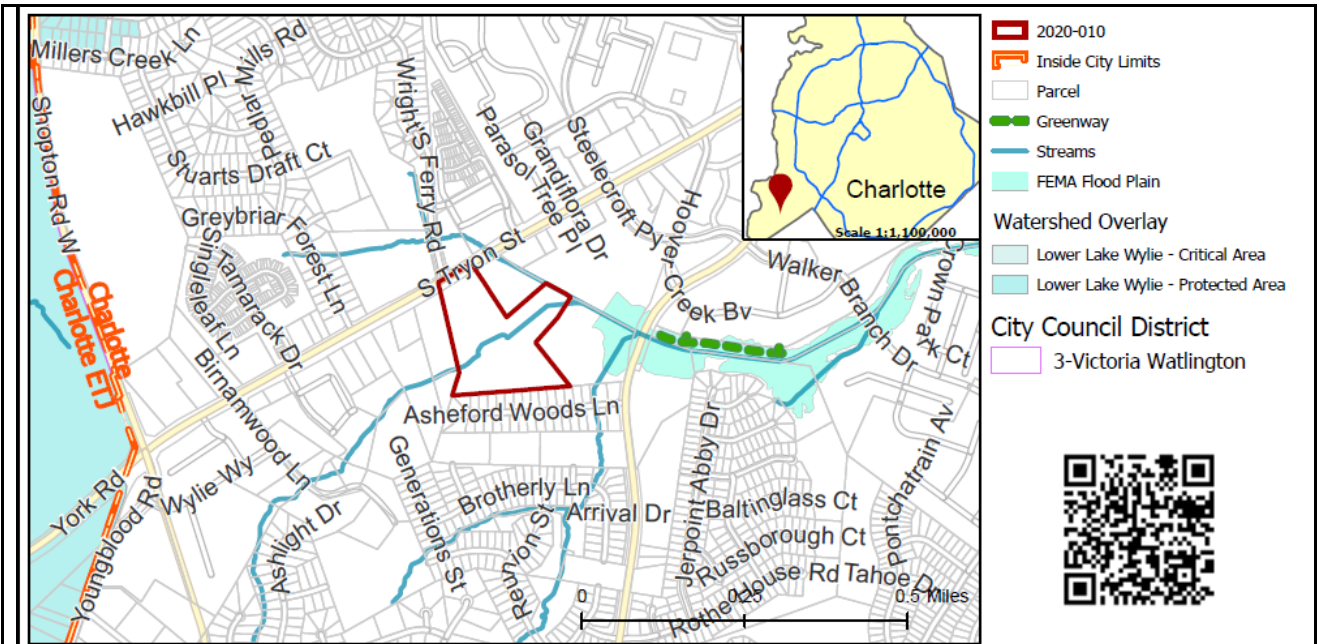 Millers Creek Ln
Hawkbill Pl
Pedlar Mills Rd
Wright'S Ferry Rd
Parasol Tree Pl
Grandiflora Dr
Steelecroft Py
Hoover Creek Bv
Shopton Rd W
Stuarts Draft Ct
Greybriar Forest Ln
Singleleaf Ln
Tamarack Dr
S Tryon St
Walker Branch Dr
Crown Park Ct
Charlotte
Charlotte ETJ
Birnamwood Ln
Asheford Woods Ln
Generations St
York Rd
Youngblood Rd
Wylie Wy
Ashlight Dr
Brotherly Ln
Reunion St
Arrival Dr
Jerpoint Abby Dr
Baltinglass Ct
Russborough Ct
Rothe House Rd
Tahoe Dr
Pontchatrain Av
0 0.25 0.5 Miles
Charlotte
Scale 1:1,100,000
2020-010
Inside City Limits
Parcel
Greenway
Streams
FEMA Flood Plain
Watershed Overlay
Lower Lake Wylie - Critical Area
Lower Lake Wylie - Protected Area
City Council District
3-Victoria Watlington